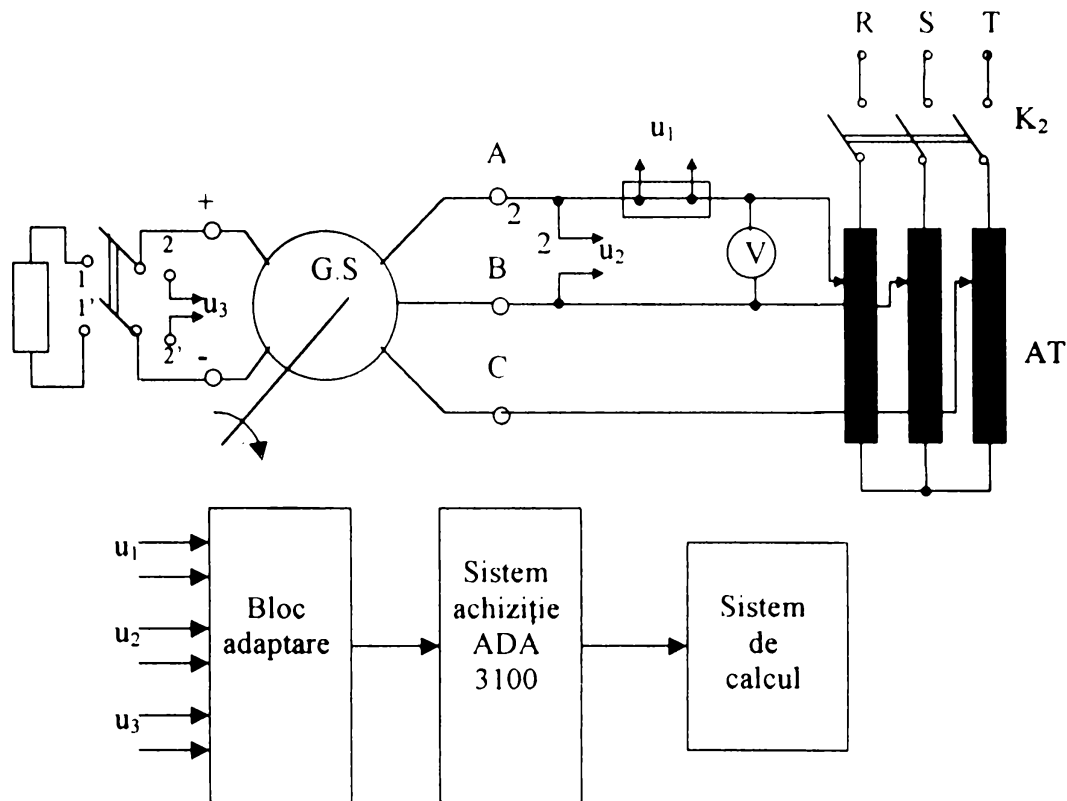 R S T
K₂
u₁
A
2
+
2
2
u₂
V
G.S
B
1
1'
u₃
2'
-
C
AT
u₁
u₂
u₃
Bloc
adaptare
Sistem
achiziție
ADA
3100
Sistem
de
calcul